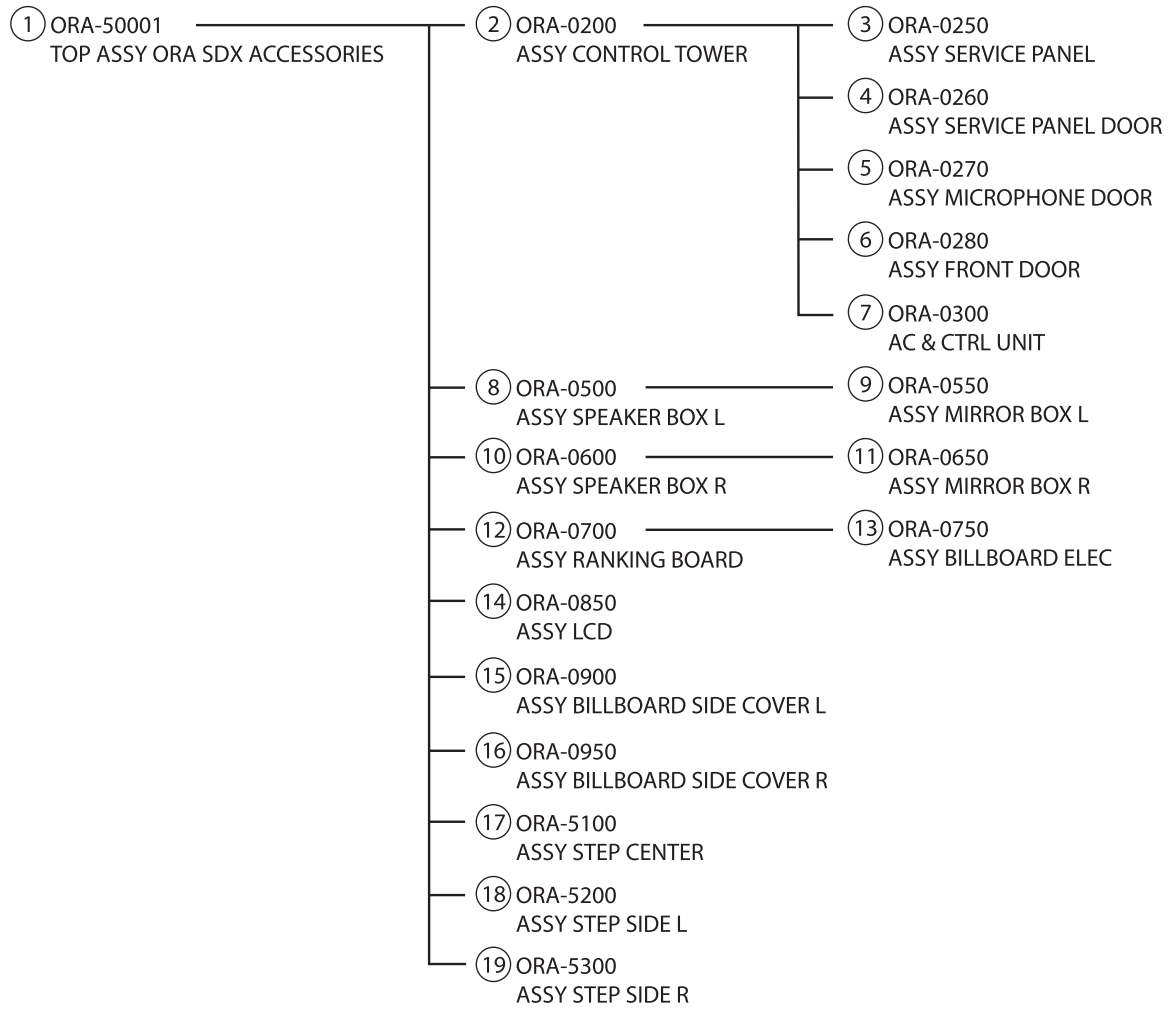 1 ORA-50001
TOP ASSY ORA SDX ACCESSORIES
2 ORA-0200
ASSY CONTROL TOWER
3 ORA-0250
ASSY SERVICE PANEL
4 ORA-0260
ASSY SERVICE PANEL DOOR
5 ORA-0270
ASSY MICROPHONE DOOR
6 ORA-0280
ASSY FRONT DOOR
7 ORA-0300
AC & CTRL UNIT
8 ORA-0500
ASSY SPEAKER BOX L
9 ORA-0550
ASSY MIRROR BOX L
10 ORA-0600
ASSY SPEAKER BOX R
11 ORA-0650
ASSY MIRROR BOX R
12 ORA-0700
ASSY RANKING BOARD
13 ORA-0750
ASSY BILLBOARD ELEC
14 ORA-0850
ASSY LCD
15 ORA-0900
ASSY BILLBOARD SIDE COVER L
16 ORA-0950
ASSY BILLBOARD SIDE COVER R
17 ORA-5100
ASSY STEP CENTER
18 ORA-5200
ASSY STEP SIDE L
19 ORA-5300
ASSY STEP SIDE R